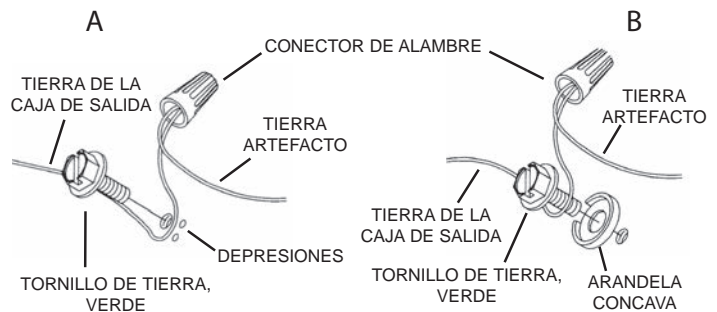 A
B
CONECTOR DE ALAMBRE
TIERRA DE LA
CAJA DE SALIDA
TIERRA
ARTEFACTO
TIERRA
ARTEFACTO
DEPRESIONES
TORNILLO DE TIERRA,
VERDE
TIERRA DE LA
CAJA DE SALIDA
TORNILLO DE TIERRA,
VERDE
ARANDELA
CONCAVA